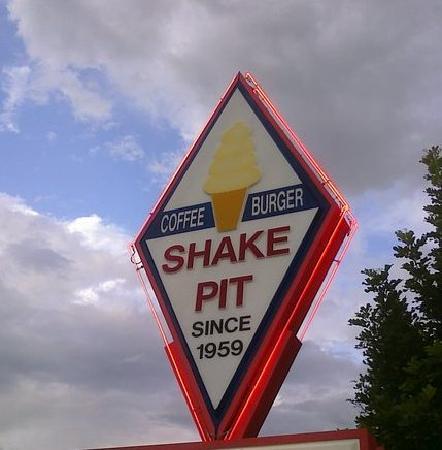 COFFEE BURGER
SHAKE
PIT
SINCE
1959